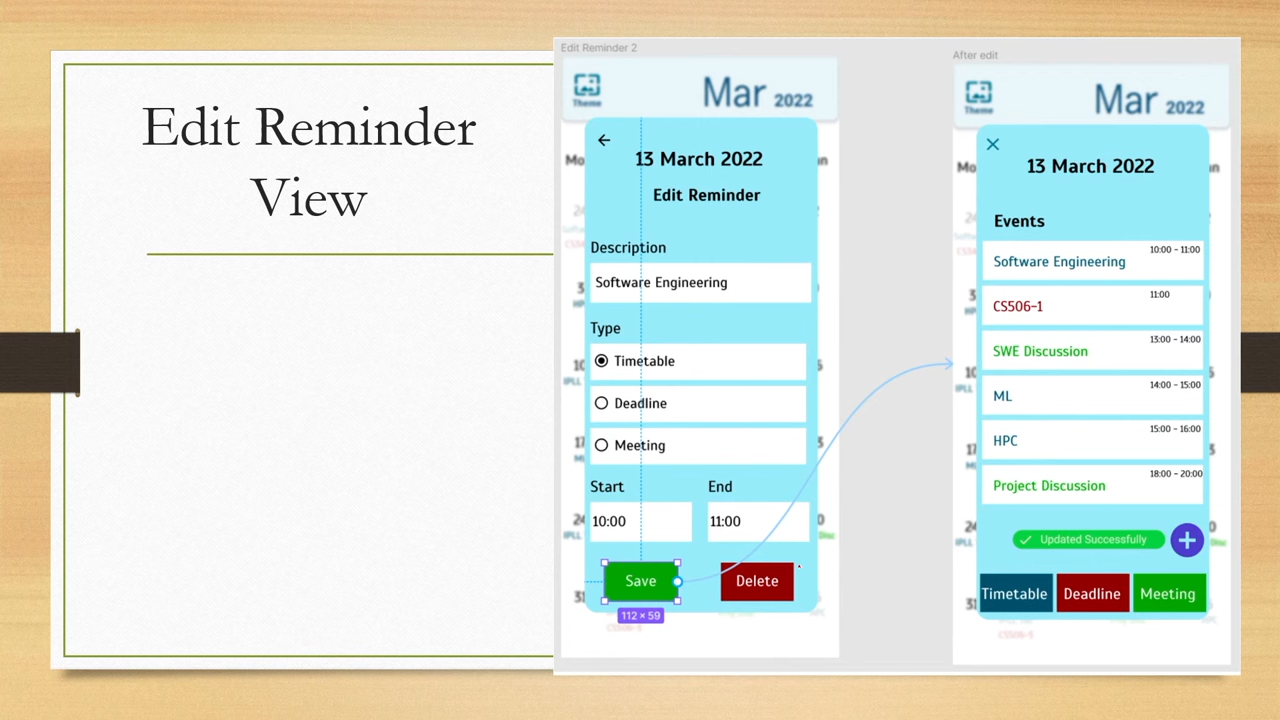 Edit Reminder
View
Edit Reminder 2
Theme
Mar 2022
Mo
13 March 2022
Edit Reminder
Description
Software Engineering
Type
Timetable
Deadline
Meeting
Start
End
10:00
11:00
Save
Delete
112 × 59
After edit
Theme
Mar 2022
Mo
13 March 2022
Events
Software Engineering
10:00 - 11:00
CS506-1
11:00
SWE Discussion
13:00 - 14:00
ML
14:00 - 15:00
HPC
15:00 - 16:00
Project Discussion
18:00 - 20:00
Updated Successfully
Timetable
Deadline
Meeting